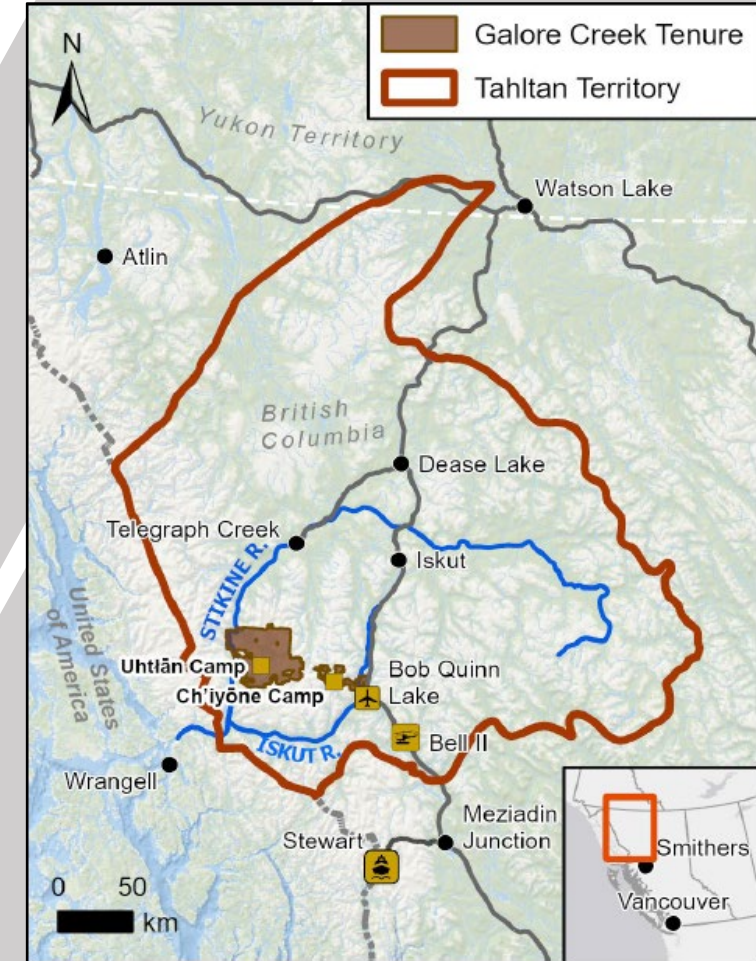 N
Galore Creek Tenure
Tahltan Territory
Yukon Territory
Watson Lake
Atlin
British
Columbia
Dease Lake
Telegraph Creek
Iskut
STIKINE R.
United States
of America
Uhtlān Camp
Ch'iyōne Camp
Bob Quinn
Lake
Bell II
ISKUT R.
Wrangell
Meziadin
Junction
Stewart
0 50
km
Smithers
Vancouver